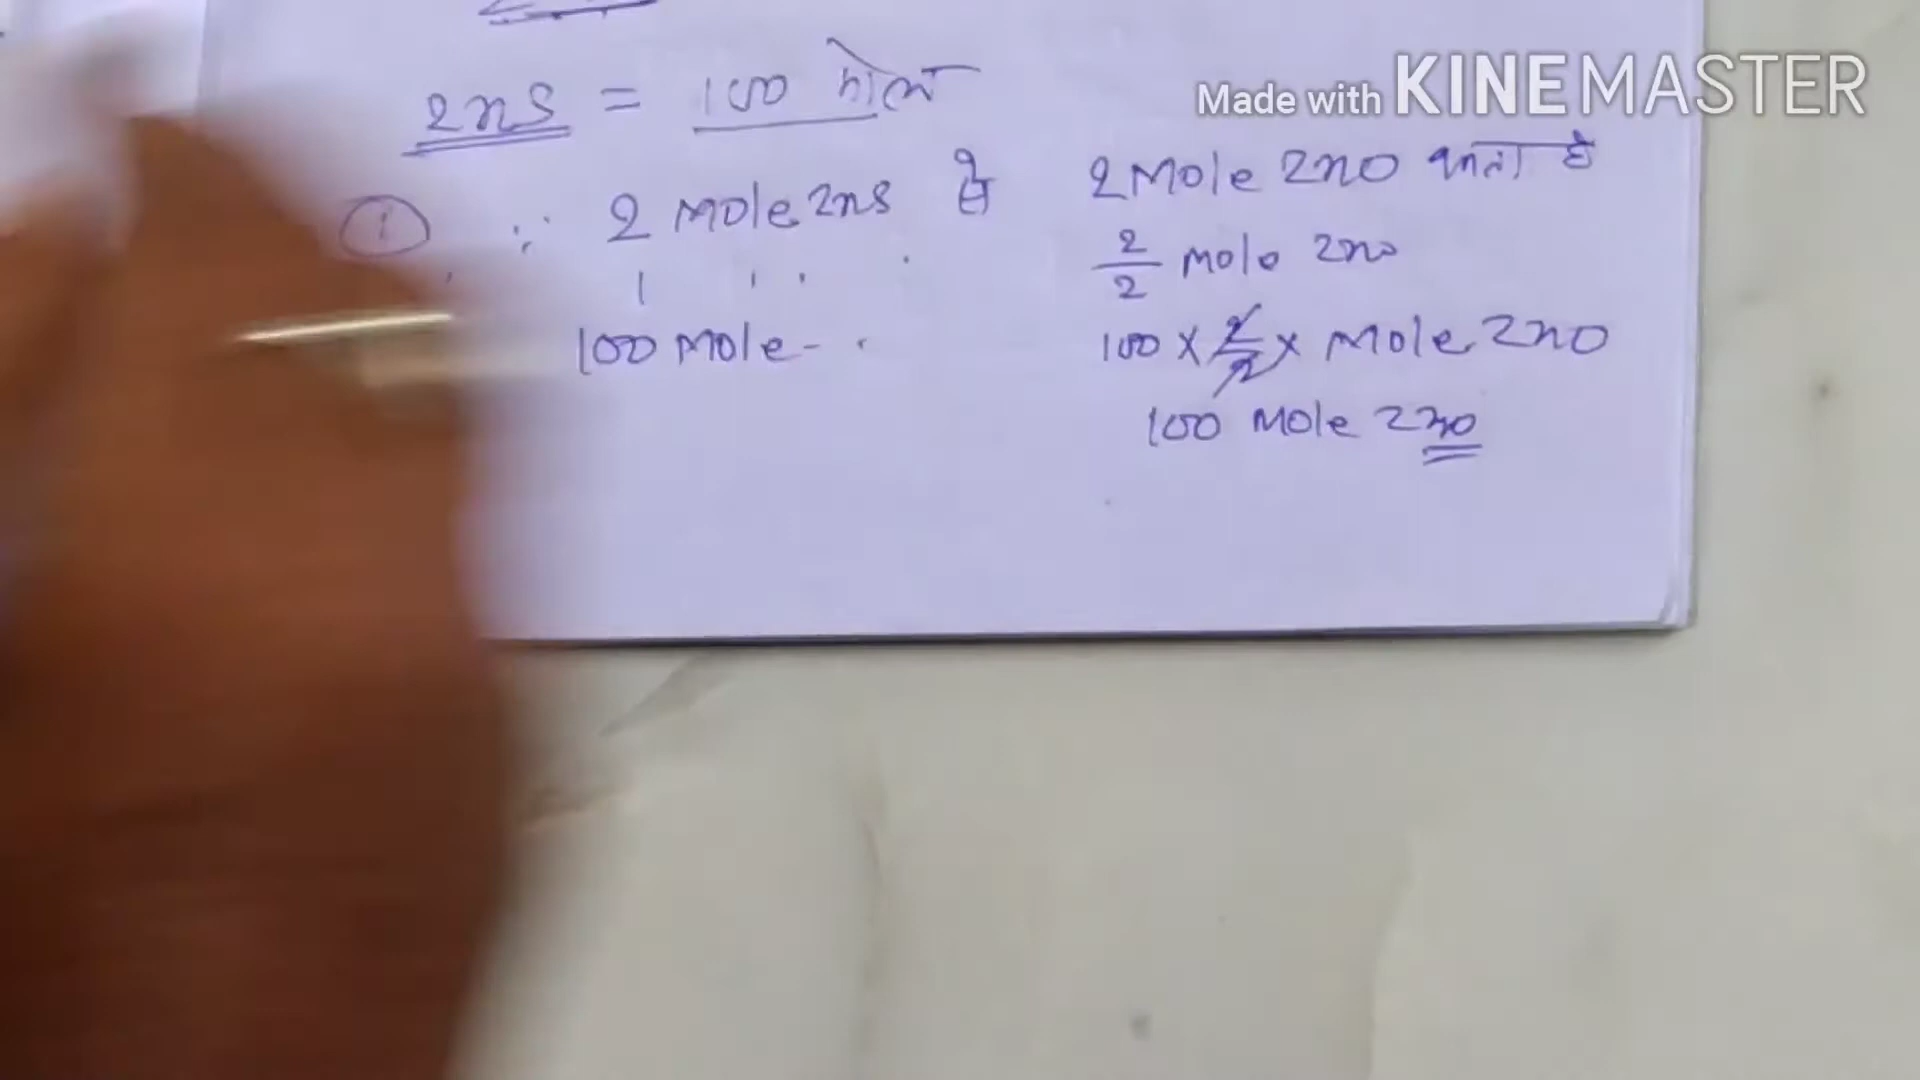 Made with KINEMASTER
ZnS = 100 मोल
① ∵ 2 Mole ZnS से 2 Mole ZnO बनता है
1 " " 2/2 Mole ZnO
100 Mole - 100 × 2/2 × Mole ZnO
100 Mole ZnO